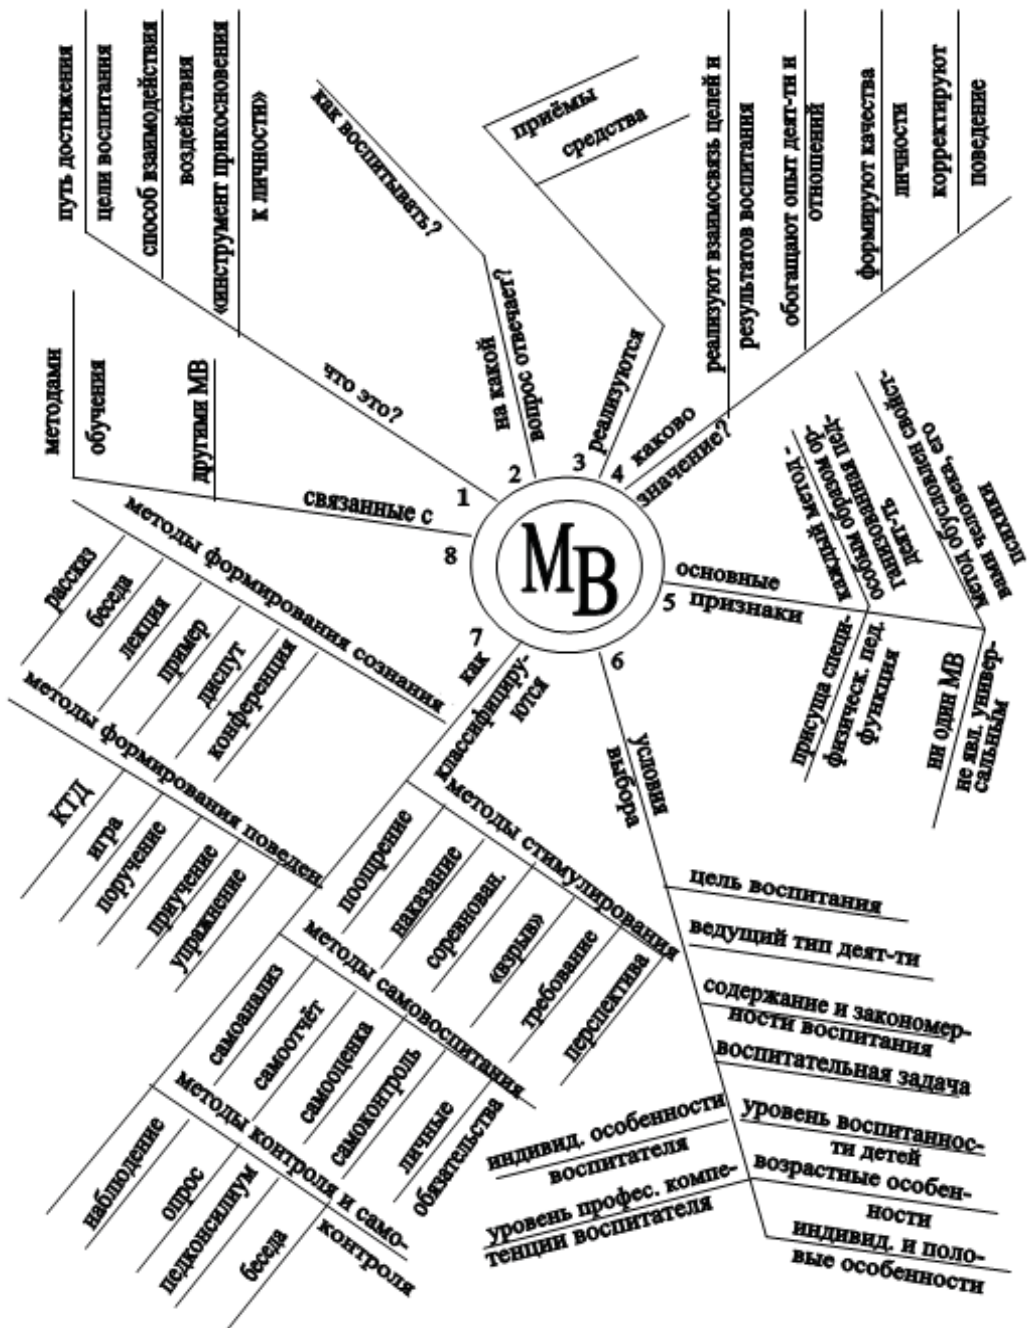 МВ
1
что это?
путь достижения
цели воспитания
способ взаимодействия
воздействия
«инструмент прикосновения
к личности»
2
на какой
вопрос отвечает?
как воспитывать?
3
реализуются
приёмы
средства
4
каково
значение?
реализуют взаимосвязь целей и
результатов воспитания
обогащают опыт деят-ти и
отношений
формируют качества
личности
корректируют
поведение
5
основные
признаки
каждый метод -
особым образом ор-
ганизованная пед-
деят-ть
метод обусловлен свойст-
вами человека, его
психики
присуща специ-
физическ. пед.
функция
ни один МВ
не явл. универ-
сальным
6
условия
выбора
цель воспитания
ведущий тип деят-ти
содержание и закономер-
ности воспитания
воспитательная задача
уровень воспитаннос-
ти детей
возрастные особен-
ности
индивид. и поло-
вые особенности
индивид. особенности
воспитателя
уровень профес. компе-
тенции воспитателя
7
как
классифициру-
ются
методы формирования сознания
рассказ
беседа
лекция
пример
диспут
конференция
методы формирования поведен.
КТД
игра
поручение
приучение
упражнение
методы стимулирования
поощрение
наказание
соревнован.
«взрыв»
требование
перспектива
методы самовоспитания
самоанализ
самоотчёт
самооценка
самоконтроль
личные
обязательства
методы контроля и само-
контроля
наблюдение
опрос
педконсилиум
беседа
8
связанные с
методами
обучения
другими МВ